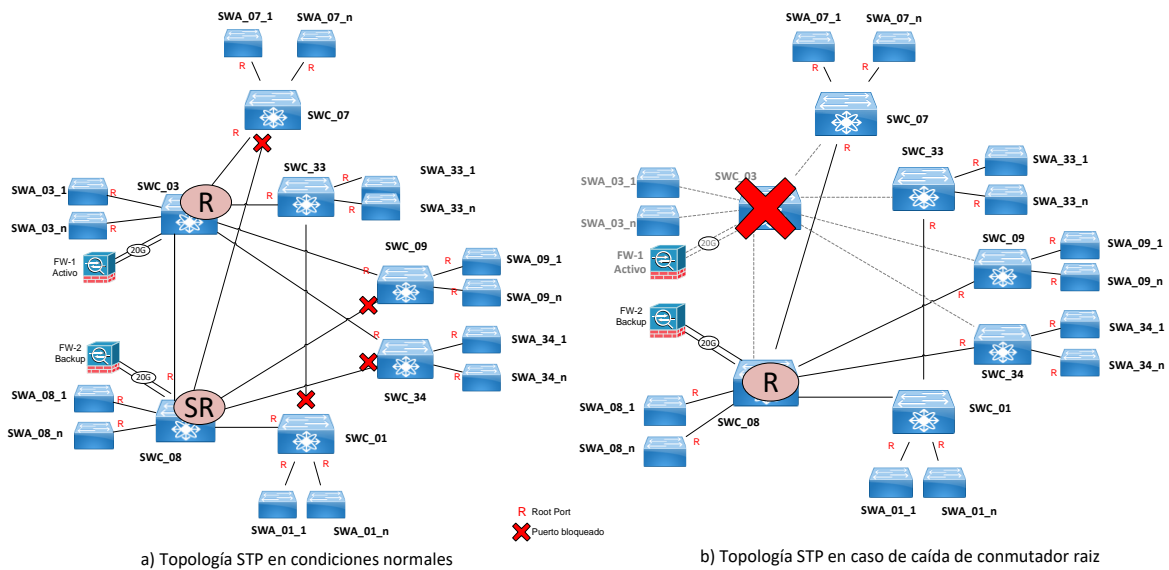 SWA_07_1
SWA_07_n
R
R
SWC_07
R
SWC_33
SWA_33_1
SWA_33_n
R
R
R
SWA_03_1
SWA_03_n
R
R
SWC_03
R
20G
FW-1
Activo
SWC_09
R
R
R
SWA_09_1
SWA_09_n
R
R
R
SWA_34_1
SWA_34_n
SWC_34
FW-2
Backup
20G
R
SWA_08_1
SWA_08_n
R
R
SR
SWC_08
R
SWC_01
R
R
SWA_01_1
SWA_01_n
R Root Port
Puerto bloqueado
a) Topología STP en condiciones normales
SWA_07_1
SWA_07_n
R
R
SWC_07
R
SWC_33
R
R
R
SWA_33_1
SWA_33_n
SWA_03_1
SWA_03_n
SWC_03
20G
FW-1
Activo
SWC_09
R
R
R
SWA_09_1
SWA_09_n
FW-2
Backup
20G
R
R
R
SWA_34_1
SWA_34_n
SWC_34
R
SWC_08
SWA_08_1
SWA_08_n
R
R
R
SWC_01
R
R
SWA_01_1
SWA_01_n
b) Topología STP en caso de caída de conmutador raiz